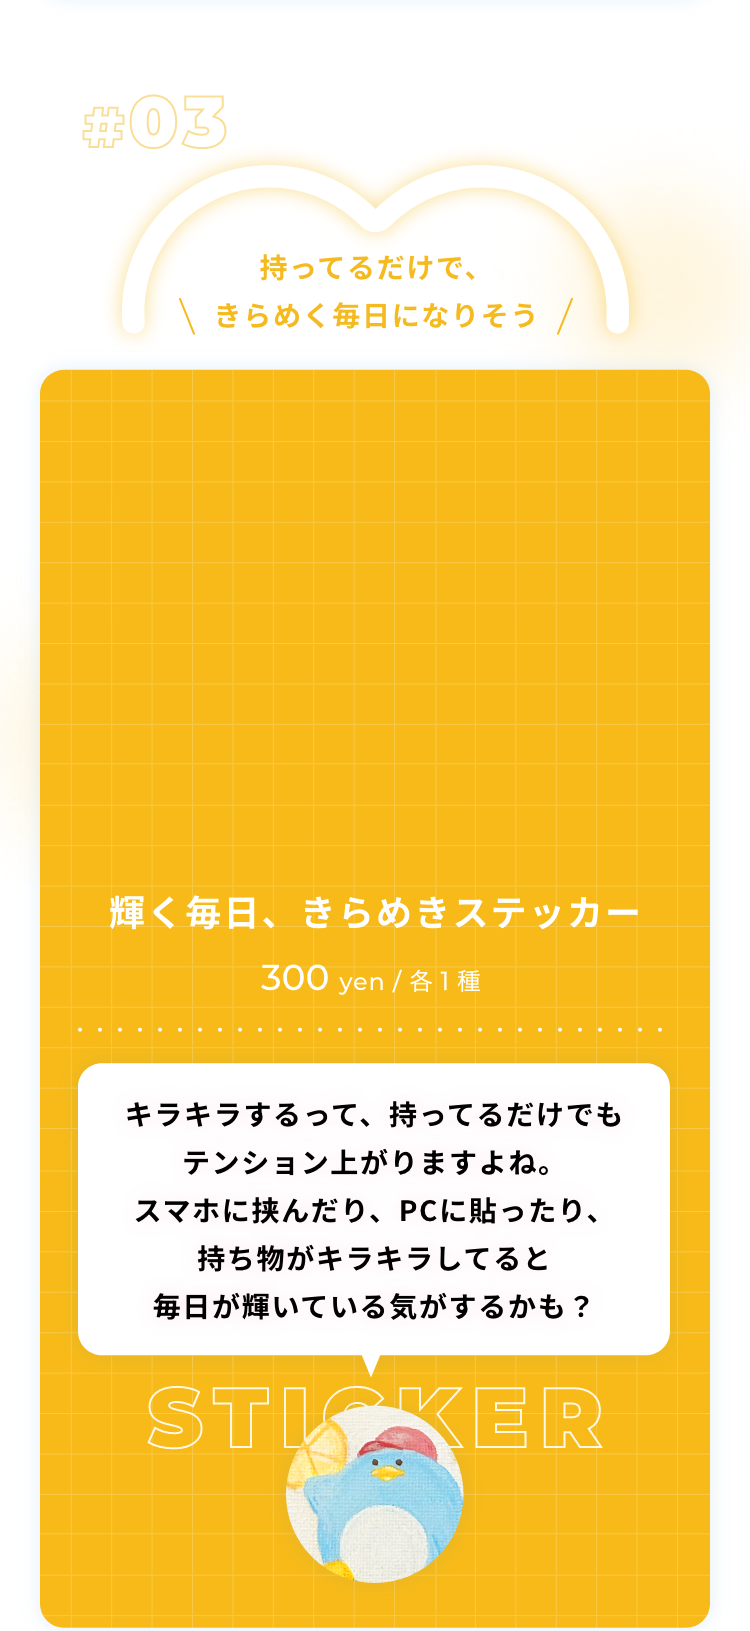 #03
持ってるだけで、
\ きらめく毎日になりそう /
輝く毎日、きらめきステッカー
300 yen / 各1種
キラキラするって、持ってるだけでも
テンション上がりますよね。
スマホに挟んだり、PCに貼ったり、
持ち物がキラキラしてると
毎日が輝いている気がするかも？
STICKER